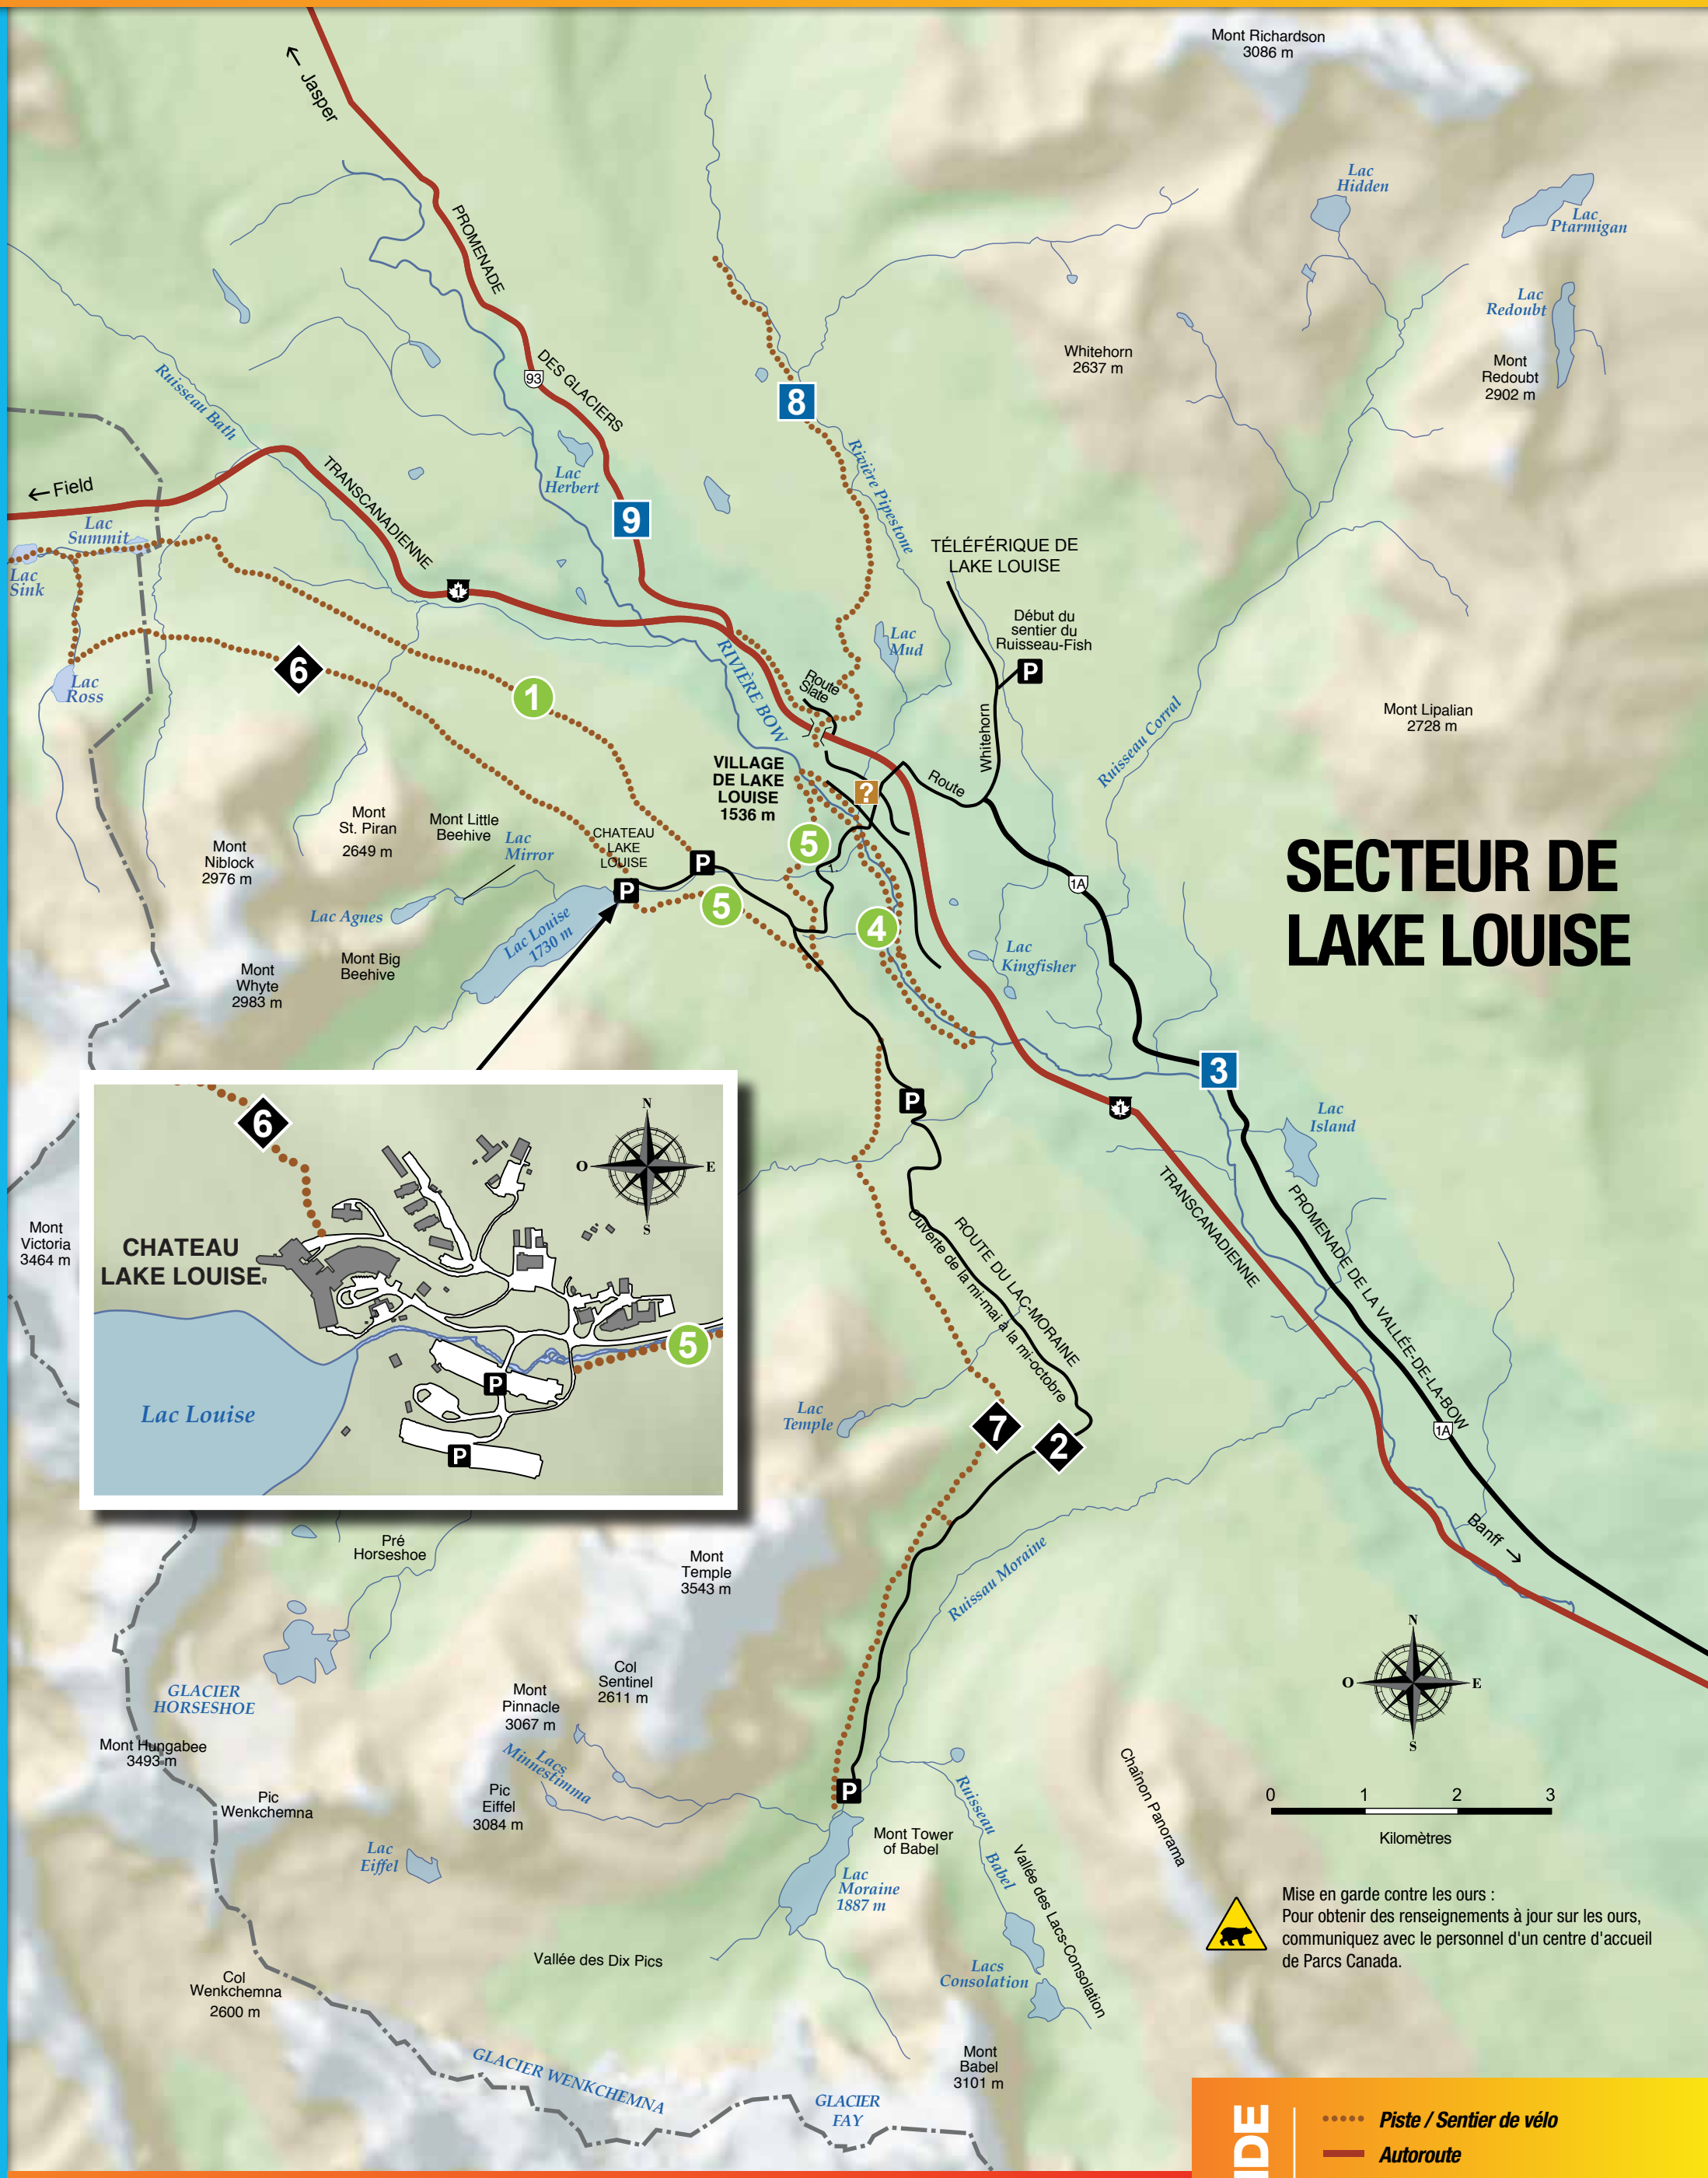 Mont Richardson
3086 m
← Jasper
PROMENADE
DES GLACIERS
93
Lac
Hidden
Lac
Ptarmigan
Lac
Redoubt
Mont
Redoubt
2902 m
Whitehorn
2637 m
8
Rivière Pipestone
Ruisseau Bath
← Field
TRANSCANADIENNE
1
Lac
Herbert
9
Lac
Summit
Lac
Sink
Lac
Ross
6
1
TÉLÉFÉRIQUE DE
LAKE LOUISE
Début du
sentier du
Ruisseau-Fish
P
Lac
Mud
RIVIÈRE BOW
Route
Slate
Whitehorn
Route
Ruisseau Corral
Mont Lipalian
2728 m
VILLAGE
DE LAKE
LOUISE
1536 m
?
5
Mont
St. Piran
2649 m
Mont Little
Beehive
Lac
Mirror
CHATEAU
LAKE
LOUISE
P
P
Mont
Niblock
2976 m
Lac Agnes
Lac Louise
1730 m
5
4
Mont Big
Beehive
Mont
Whyte
2983 m
1A
Lac
Kingfisher
SECTEUR DE
LAKE LOUISE
3
1
P
Lac
Island
6
N
O
E
S
CHATEAU
LAKE LOUISE
5
P
Lac Louise
P
Mont
Victoria
3464 m
ROUTE DU LAC-MORAINE
Ouverte de la mi-mai à la mi-octobre
TRANSCANADIENNE
PROMENADE DE LA VALLÉE-DE-LA-BOW
1A
Lac
Temple
7
2
Banff →
Pré
Horseshoe
Mont
Temple
3543 m
Ruissau Moraine
GLACIER
HORSESHOE
Col
Sentinel
2611 m
Mont
Pinnacle
3067 m
Mont Hungabee
3493 m
Lacs
Minnestimma
Pic
Wenkchemna
Pic
Eiffel
3084 m
P
Lac
Eiffel
Mont Tower
of Babel
Lac
Moraine
1887 m
Ruisseau
Babel
Vallée des Lacs-Consolation
Chaînon Panorama
N
O
E
S
0
1
2
3
Kilomètres
Mise en garde contre les ours :
Pour obtenir des renseignements à jour sur les ours,
communiquez avec le personnel d'un centre d'accueil
de Parcs Canada.
Vallée des Dix Pics
Lacs
Consolation
Col
Wenkchemna
2600 m
GLACIER WENKCHEMNA
GLACIER
FAY
Mont
Babel
3101 m
Piste / Sentier de vélo
Autoroute